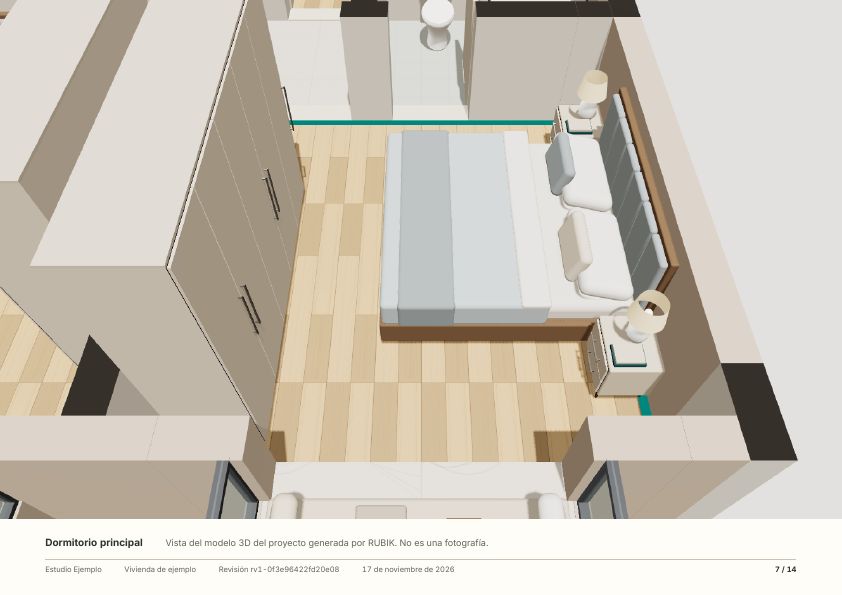 Dormitorio principal Vista del modelo 3D del proyecto generada por RUBIK. No es una fotografía.
Estudio Ejemplo Vivienda de ejemplo Revisión rv1-0f3e96422fd20e08 17 de noviembre de 2026 7 / 14